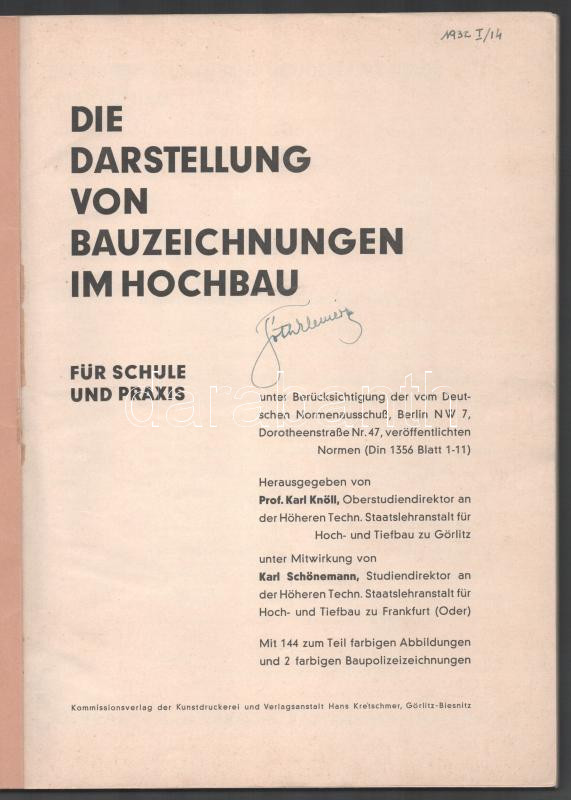 1932 I/14
DIE
DARSTELLUNG
VON
BAUZEICHNUNGEN
IM HOCHBAU
FÜR SCHULE
UND PRAXIS
darabanth
unter Berücksichtigung der vom Deut-
schen Normenausschuß, Berlin NW 7,
Dorotheenstraße Nr. 47, veröffentlichten
Normen (Din 1356 Blatt 1-11)
Herausgegeben von
Prof. Karl Knöll, Oberstudiendirektor an
der Höheren Techn. Staatslehranstalt für
Hoch- und Tiefbau zu Görlitz
unter Mitwirkung von
Karl Schönemann, Studiendirektor an
der Höheren Techn. Staatslehranstalt für
Hoch- und Tiefbau zu Frankfurt (Oder)
Mit 144 zum Teil farbigen Abbildungen
und 2 farbigen Baupolizeizeichnungen
Kommissionsverlag der Kunstdruckerei und Verlagsanstalt Hans Kretschmer, Görlitz-Biesnitz